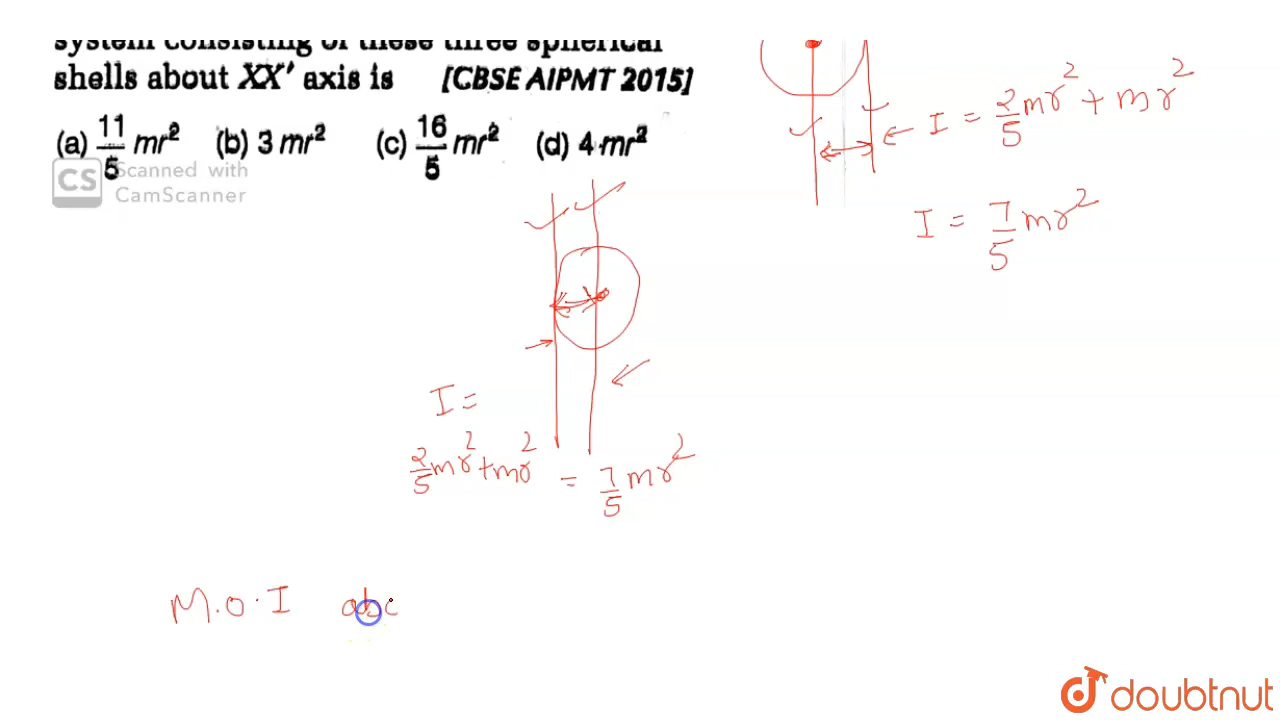 system consisting of these three spherical
shells about XX′ axis is [CBSE AIPMT 2015]
(a) 11/5 mr² (b) 3 mr² (c) 16/5 mr² (d) 4 mr²
CS Scanned with
CamScanner
I = 2/5 mr² + mr²
I = 7/5 mr²
I =
2/5 mr² + mr² = 7/5 mr²
M.O.I abc
doubtnut